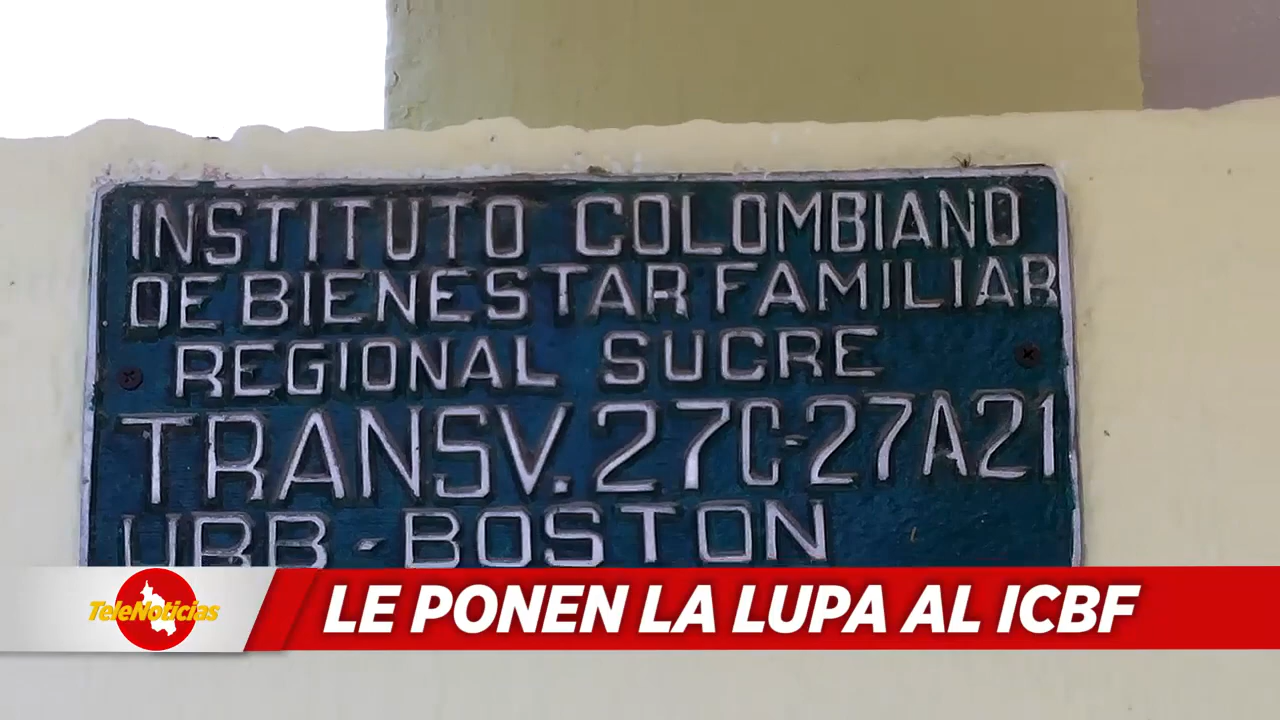 INSTITUTO COLOMBIANO
DE BIENESTAR FAMILIAR
REGIONAL SUCRE
TRANSV. 27C-27A21
URB - BOSTON
TeleNoticias
LE PONEN LA LUPA AL ICBF